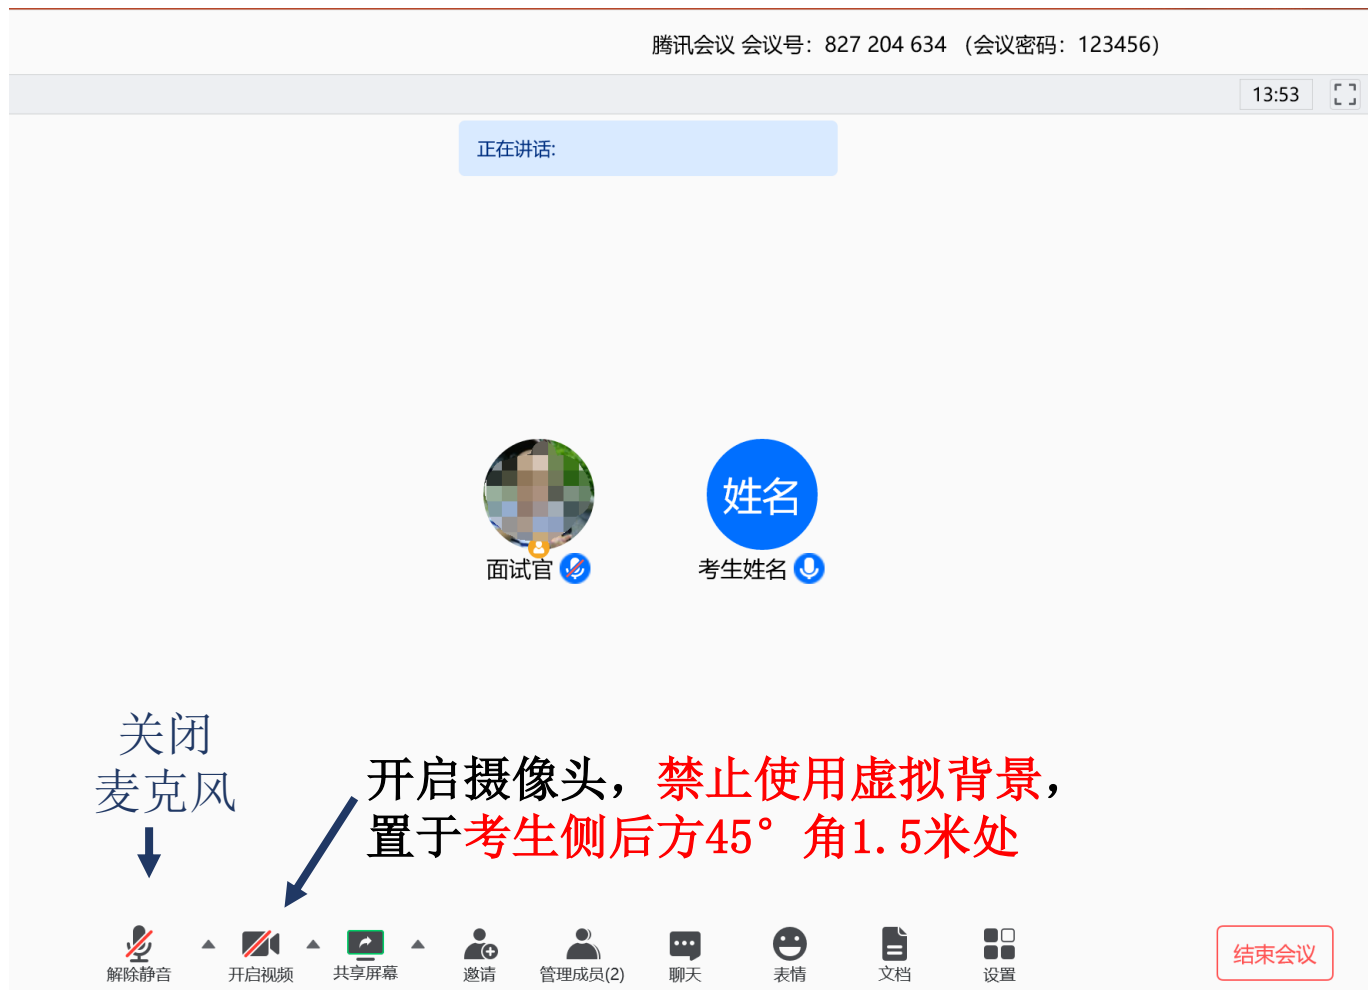 腾讯会议 会议号：827 204 634 （会议密码：123456）
13:53
正在讲话:
姓名
面试官
考生姓名
关闭
麦克风
开启摄像头，禁止使用虚拟背景，
置于考生侧后方45°角1.5米处
解除静音 开启视频 共享屏幕 邀请 管理成员(2) 聊天 表情 文档 设置 结束会议